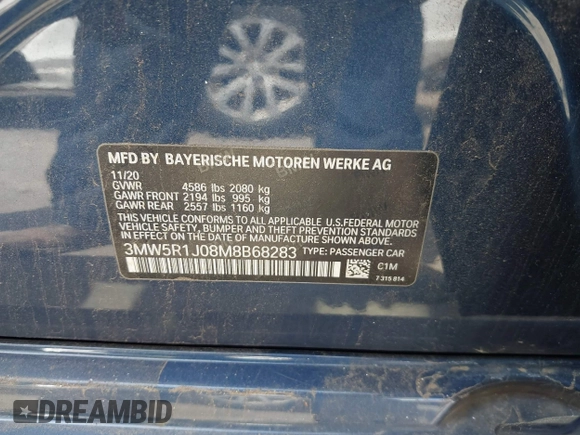 MFD BY BAYERISCHE MOTOREN WERKE AG
11/20
GVWR 4586 lbs 2080 kg
GAWR FRONT 2194 lbs 995 kg
GAWR REAR 2557 lbs 1160 kg
THIS VEHICLE CONFORMS TO ALL APPLICABLE U.S.FEDERAL MOTOR
VEHICLE SAFETY, BUMPER AND THEFT PREVENTION STANDARDS
IN EFFECT ON THE DATE OF MANUFACTURE SHOWN ABOVE.
3MW5R1J08M8B68283 TYPE: PASSENGER CAR
C1M
7 315 814
DREAMBID